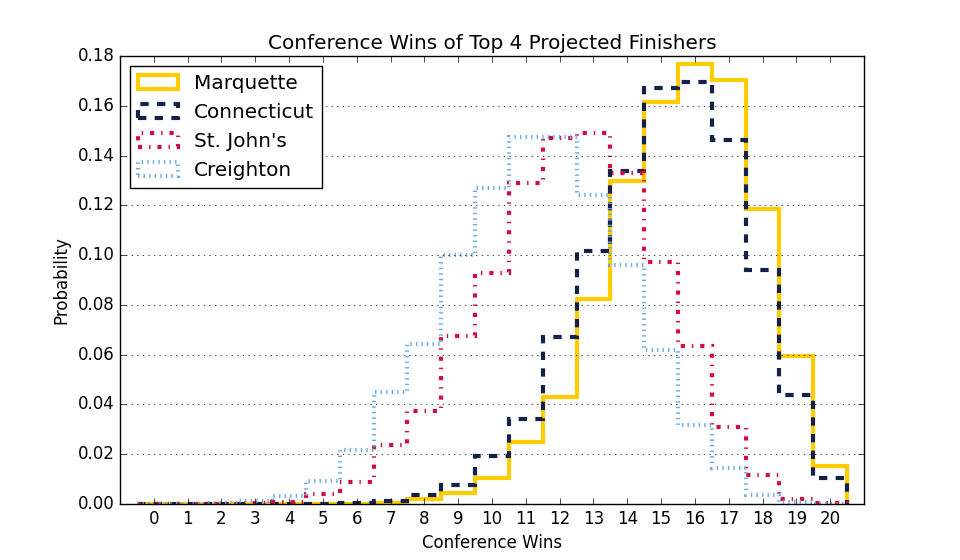 Conference Wins of Top 4 Projected Finishers
0.18
0.16
0.14
0.12
0.10
0.08
0.06
0.04
0.02
0.00
Probability
Marquette
Connecticut
St. John's
Creighton
0 1 2 3 4 5 6 7 8 9 10 11 12 13 14 15 16 17 18 19 20
Conference Wins